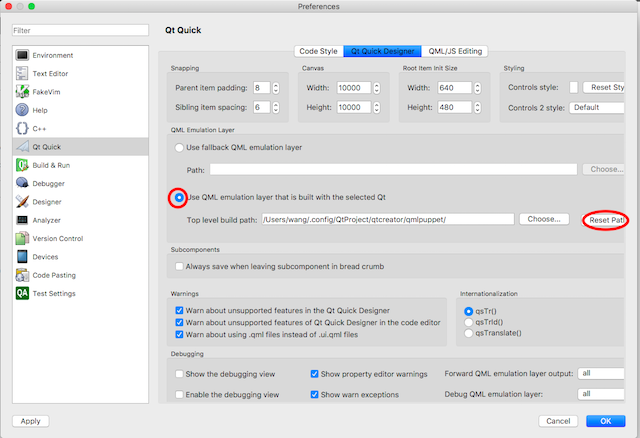 Preferences
Filter
Qt Quick
Environment
Text Editor
FakeVim
Help
C++
Qt Quick
Build & Run
Debugger
Designer
Analyzer
Version Control
Devices
Code Pasting
QA Test Settings
Code Style Qt Quick Designer QML/JS Editing
Snapping Canvas Root Item Init Size Styling
Parent item padding: 8 Width: 10000 Width: 640 Controls style: Reset Sty
Sibling item spacing: 6 Height: 10000 Height: 480 Controls 2 style: Default
QML Emulation Layer
Use fallback QML emulation layer
Path: Choose...
Use QML emulation layer that is built with the selected Qt
Top level build path: /Users/wang/.config/QtProject/qtcreator/qmlpuppet/ Choose... Reset Path
Subcomponents
Always save when leaving subcomponent in bread crumb
Warnings Internationalization
Warn about unsupported features in the Qt Quick Designer qsTr()
Warn about unsupported features of Qt Quick Designer in the code editor qsTrId()
Warn about using .qml files instead of .ui.qml files qsTranslate()
Debugging
Show the debugging view Show property editor warnings Forward QML emulation layer output: all
Enable the debugging view Show warn exceptions Debug QML emulation layer: all
Apply Cancel OK